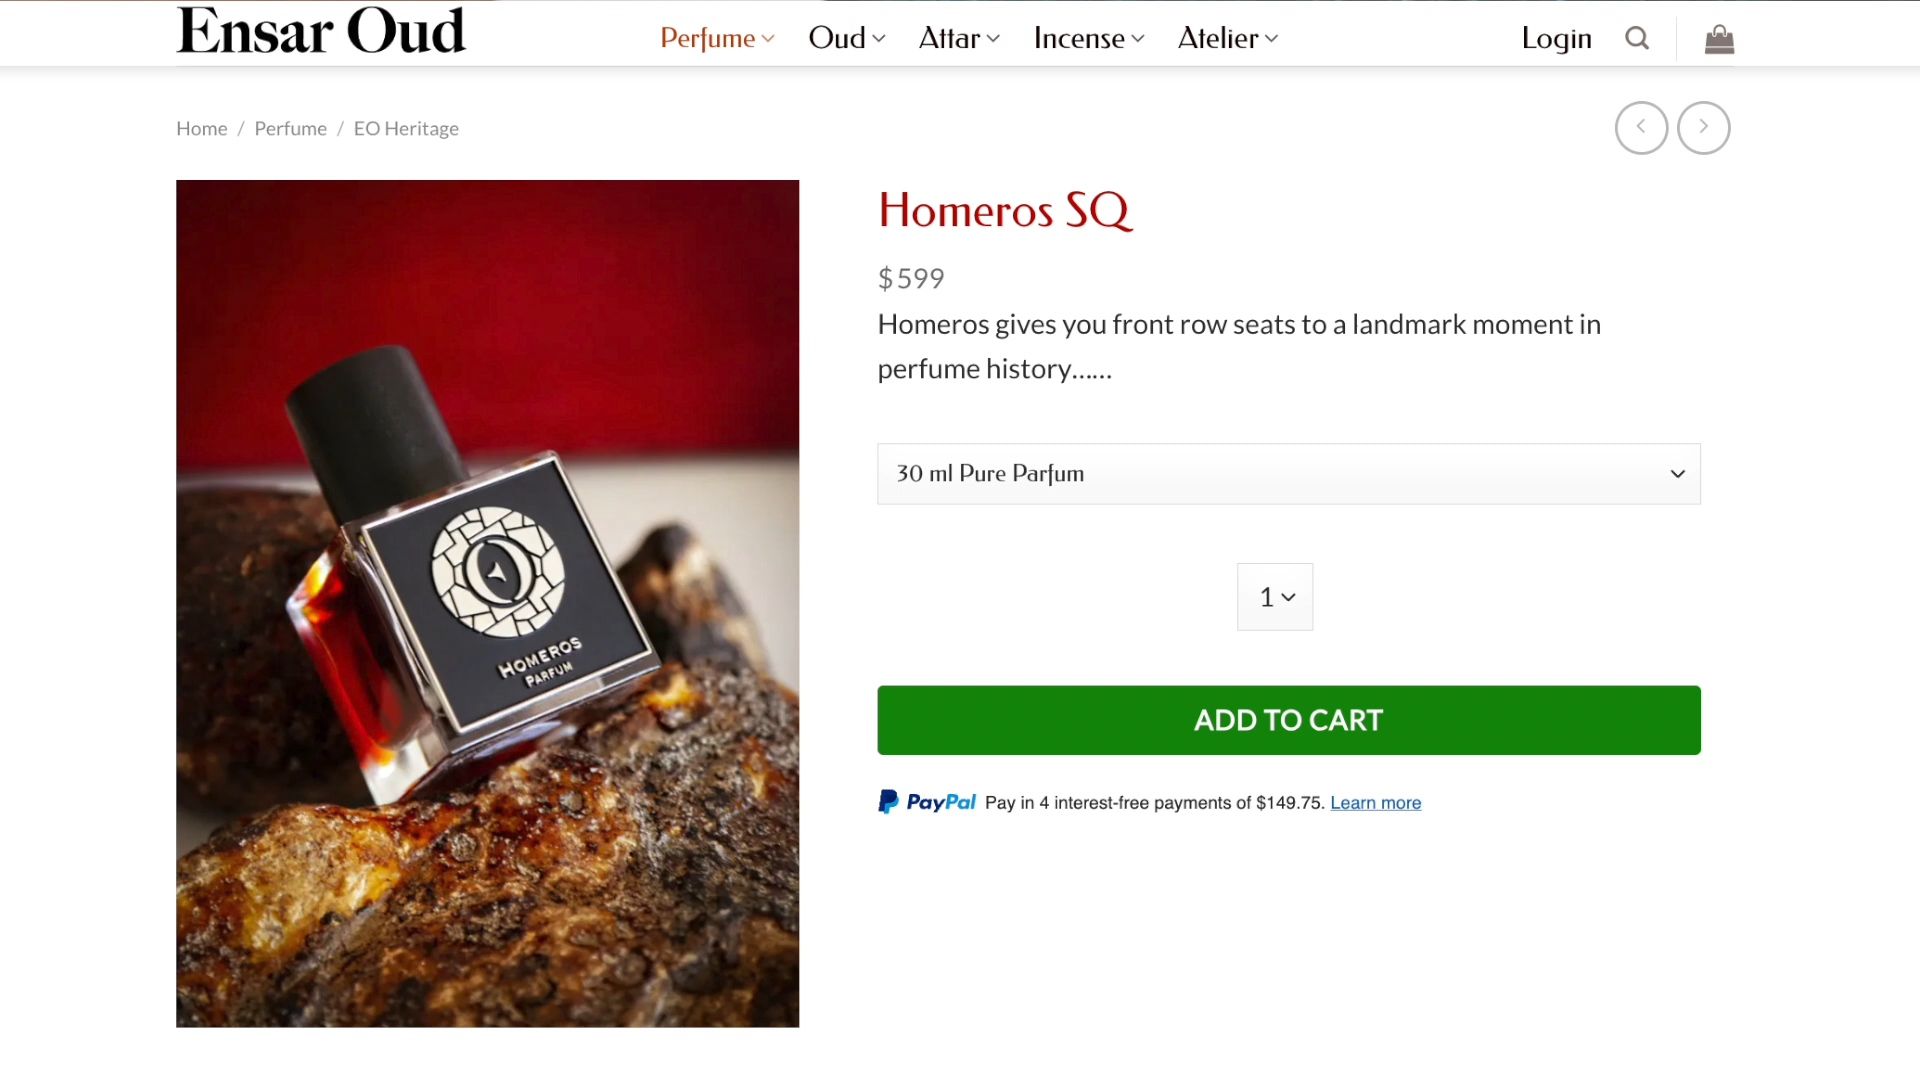 Ensar Oud
Perfume
Oud
Attar
Incense
Atelier
Login
Home / Perfume / EO Heritage
Homeros SQ
$ 599
Homeros gives you front row seats to a landmark moment in
perfume history……
30 ml Pure Parfum
1
ADD TO CART
PayPal Pay in 4 interest-free payments of $149.75. Learn more
HOMEROS
PARFUM